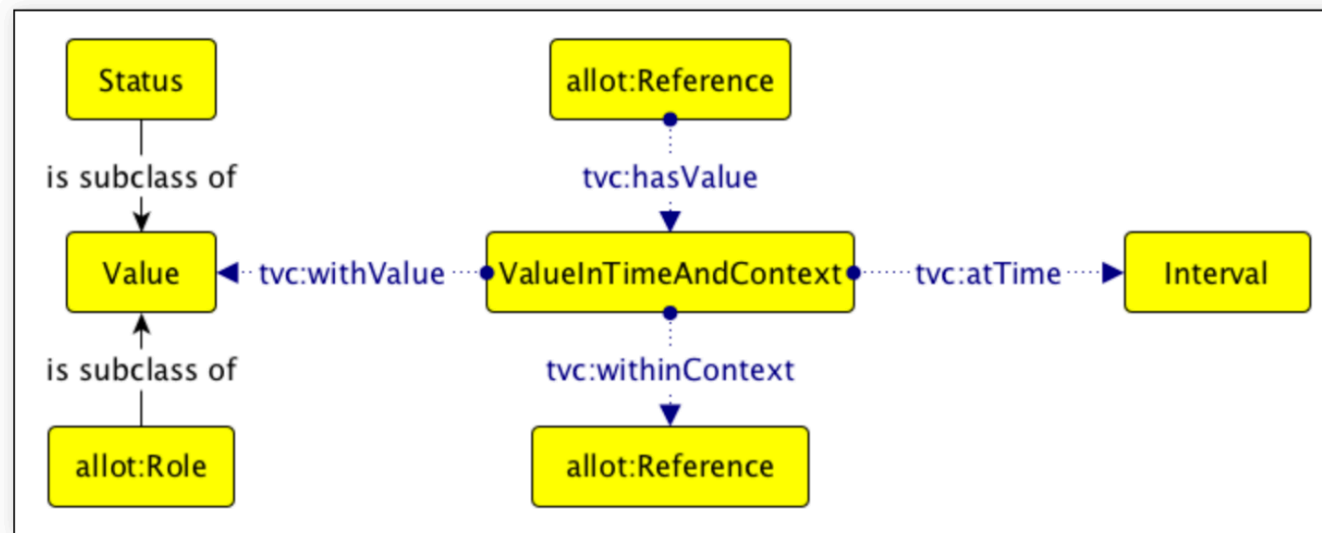 Status
allot:Reference
is subclass of
tvc:hasValue
Value
tvc:withValue
ValueInTimeAndContext
tvc:atTime
Interval
is subclass of
tvc:withinContext
allot:Role
allot:Reference